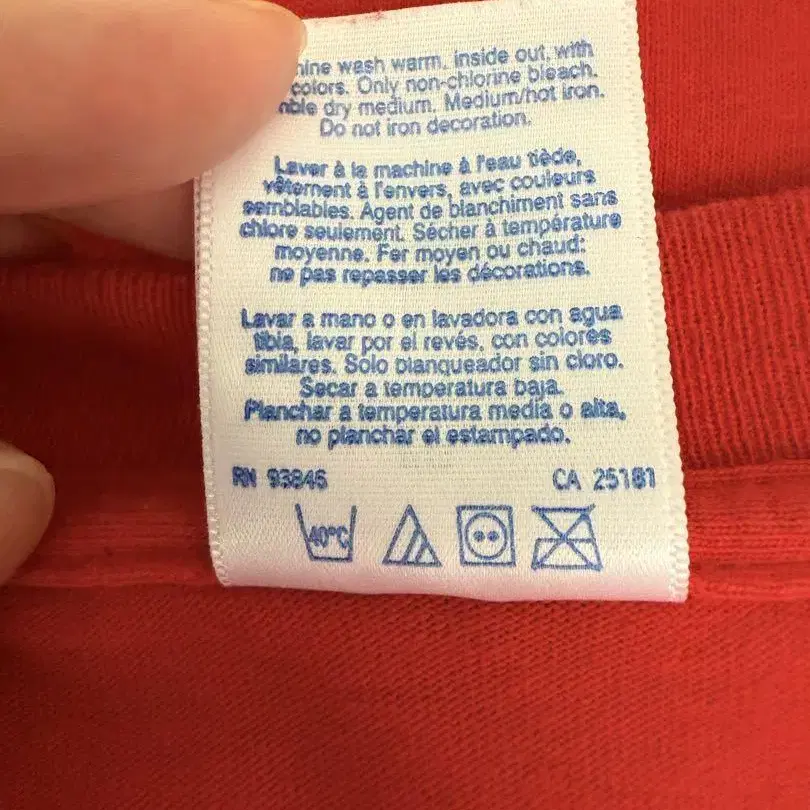 wash warm, inside out, with
colors. Only non-chlorine bleach.
dry medium. Medium/hot iron.
Do not iron decoration.
Laver à la machine à l'eau tiède,
vêtement à l'envers, avec couleurs
semblables. Agent de blanchiment sans
chlore seulement. Sécher à température
moyenne. Fer moyen ou chaud:
ne pas repasser les décorations.
Lavar a mano o en lavadora con agua
tibia, lavar por el revés, con colores
similares. Solo blanqueador sin cloro.
Secar a temperatura baja.
Planchar a temperatura media o alta,
no planchar el estampado.
RN 93846 CA 25181
40°C